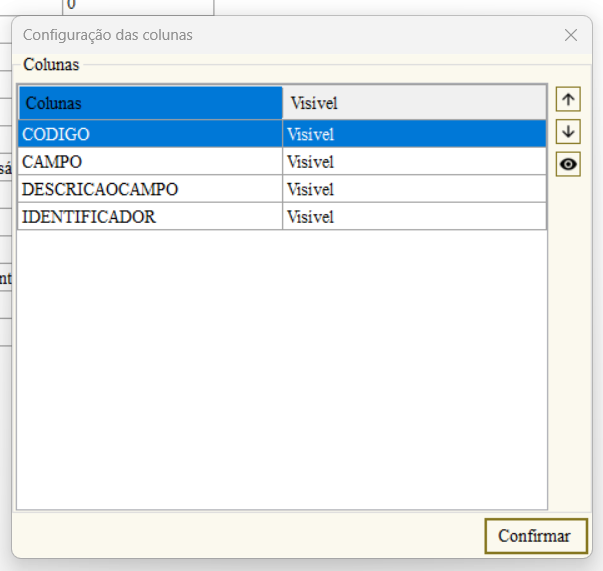 0
Configuração das colunas
Colunas
Colunas Visivel
CODIGO Visivel
CAMPO Visivel
DESCRICAOCAMPO Visivel
IDENTIFICADOR Visivel
sá
nt
Confirmar